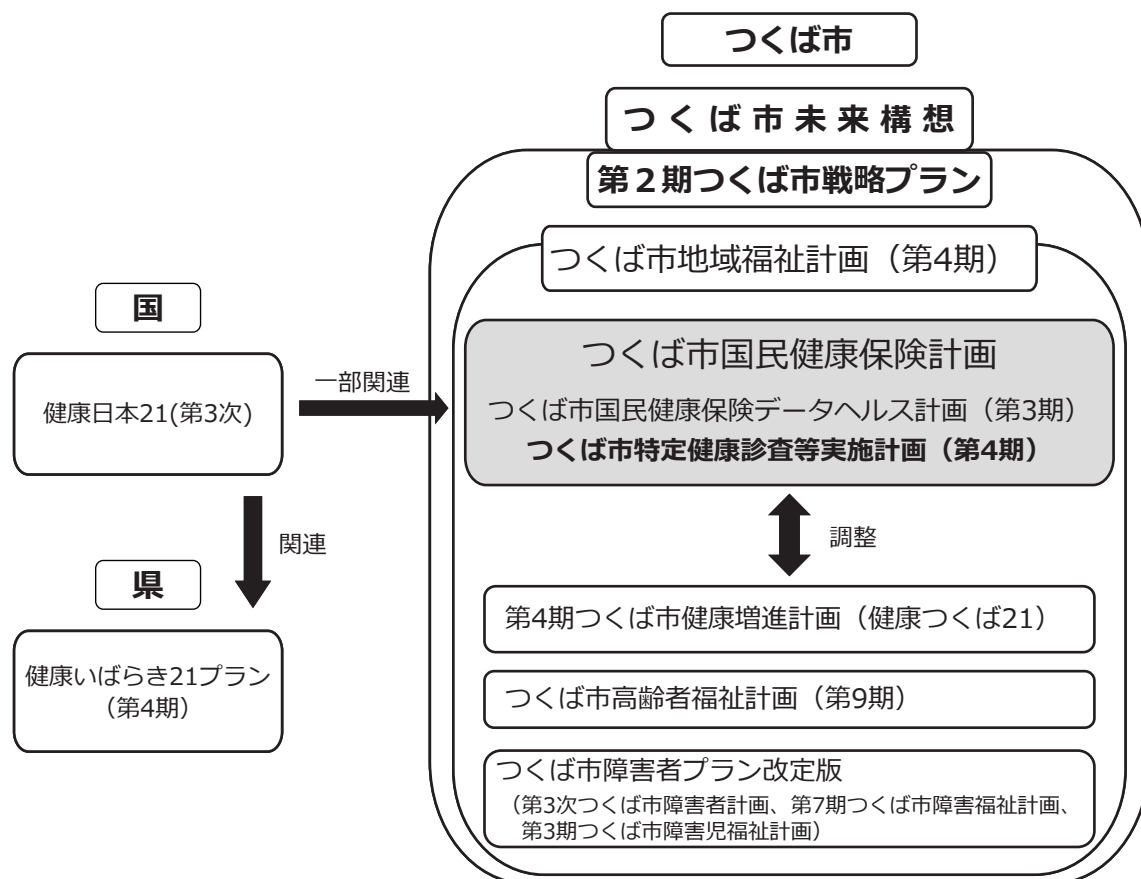 つくば市
つくば市未来構想
第２期つくば市戦略プラン
つくば市地域福祉計画（第4期）
国
健康日本21(第3次)
一部関連
つくば市国民健康保険計画
つくば市国民健康保険データヘルス計画（第3期）
つくば市特定健康診査等実施計画（第4期）
関連
調整
県
健康いばらき21プラン
（第4期）
第4期つくば市健康増進計画（健康つくば21）
つくば市高齢者福祉計画（第9期）
つくば市障害者プラン改定版
（第3次つくば市障害者計画、第7期つくば市障害福祉計画、
第3期つくば市障害児福祉計画）